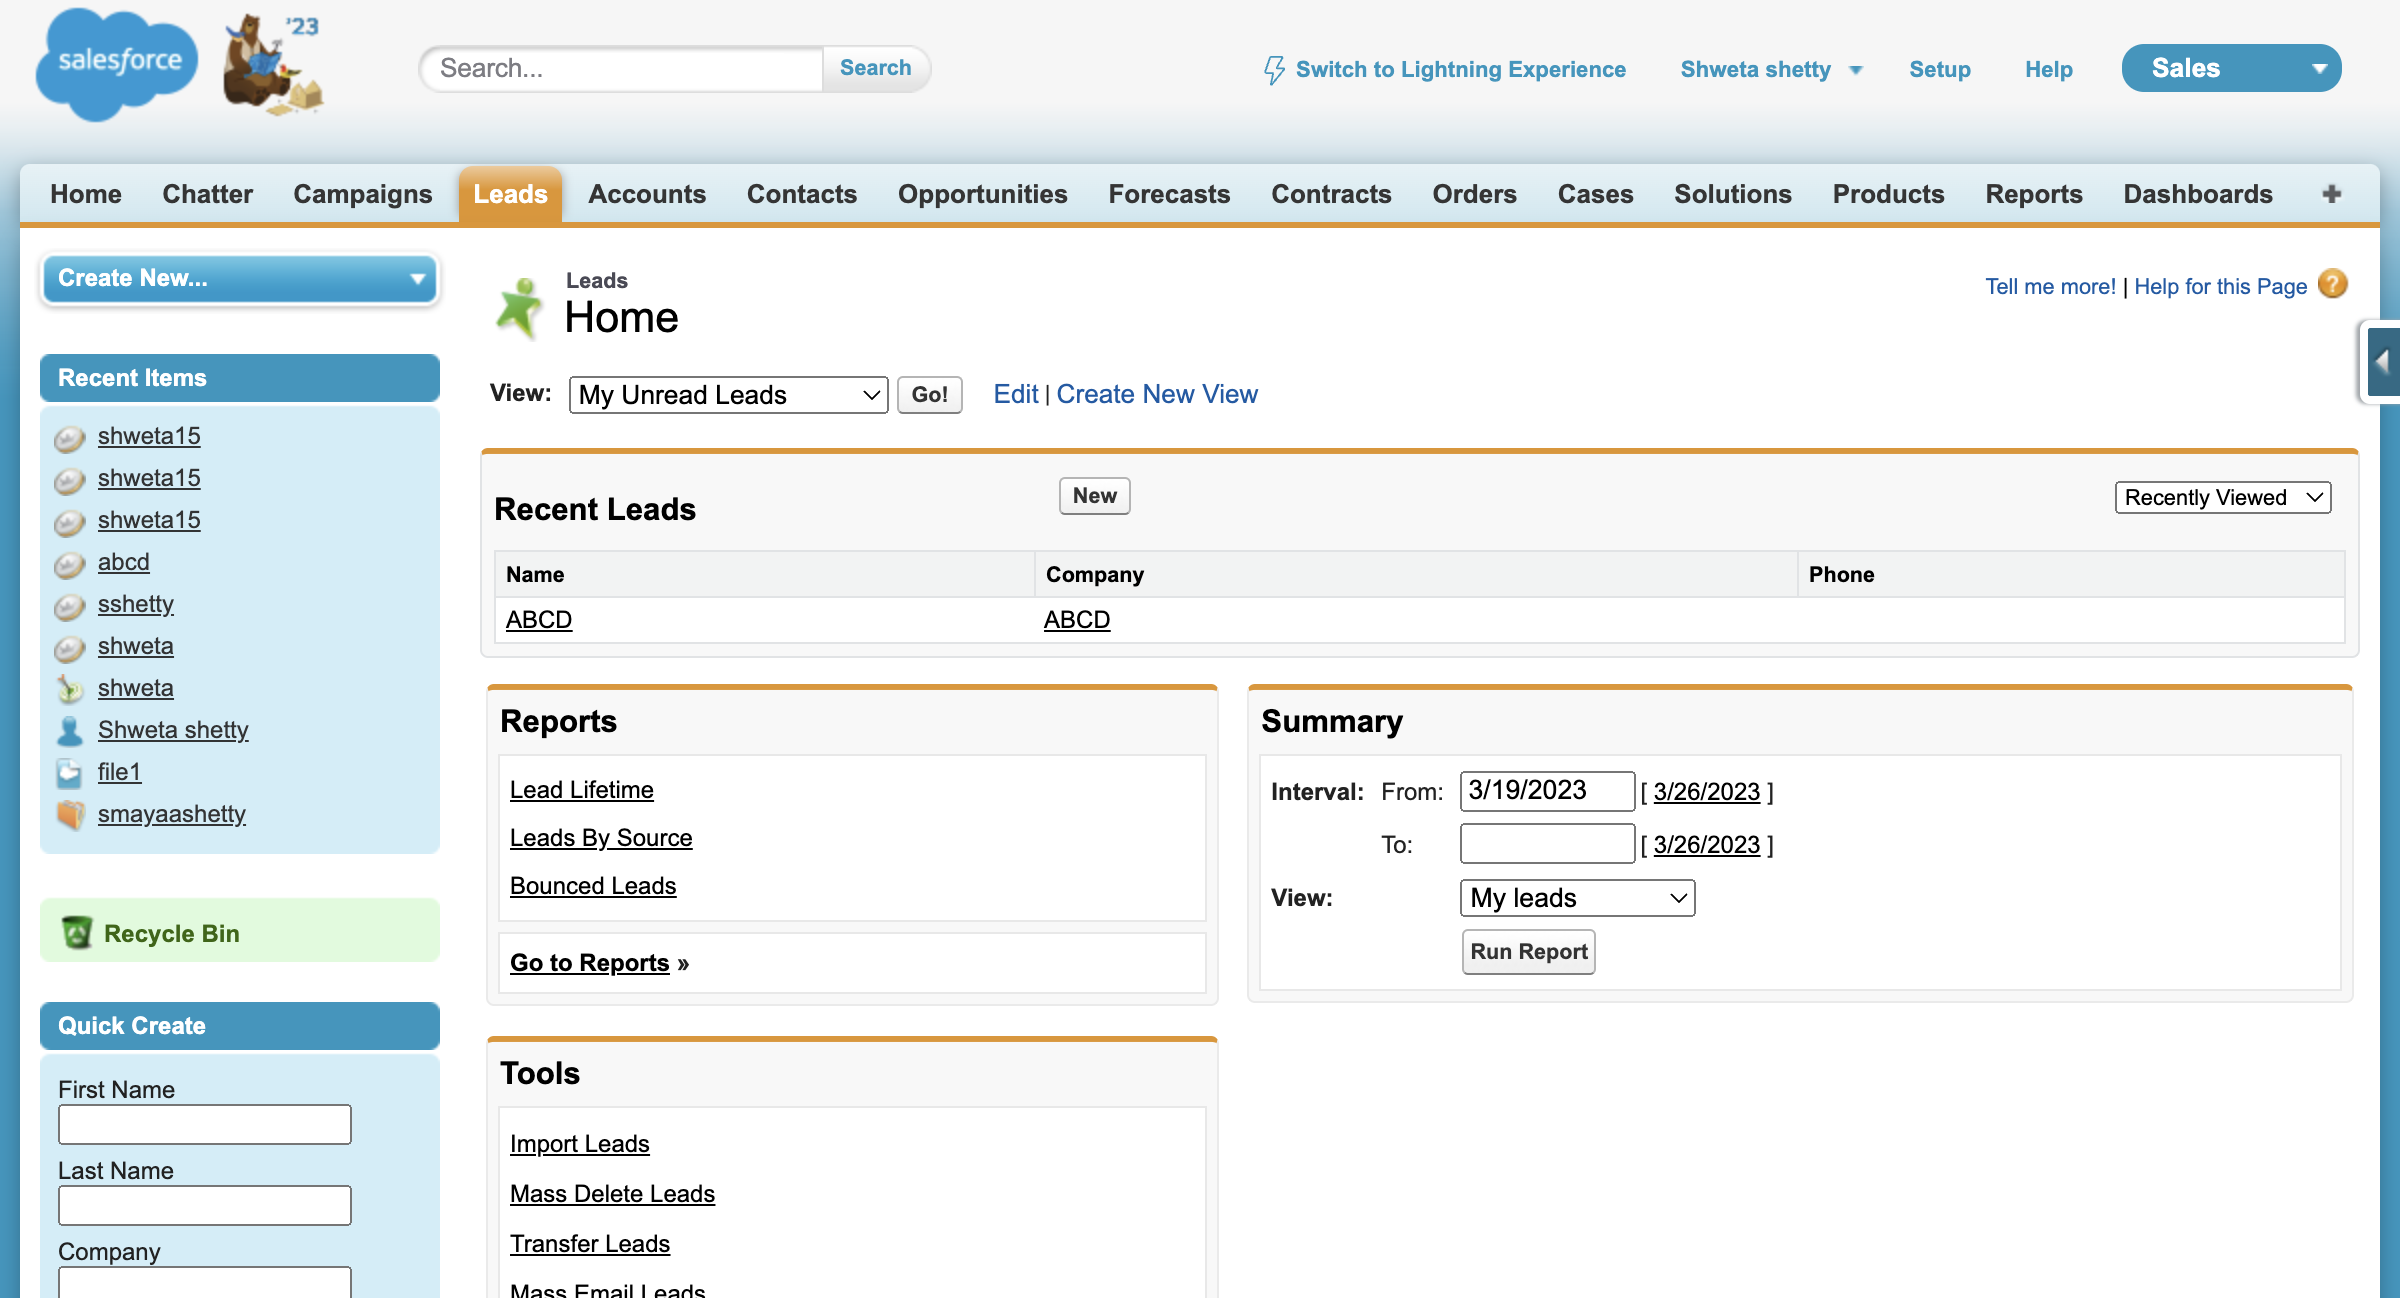 salesforce
'23
Search...
Search
Switch to Lightning Experience
Shweta shetty
Setup
Help
Sales
Home
Chatter
Campaigns
Leads
Accounts
Contacts
Opportunities
Forecasts
Contracts
Orders
Cases
Solutions
Products
Reports
Dashboards
+
Create New...
Recent Items
shweta15
shweta15
shweta15
abcd
sshetty
shweta
shweta
Shweta shetty
file1
smayaashetty
Recycle Bin
Quick Create
First Name
Last Name
Company
Leads
Home
Tell me more! | Help for this Page ?
View: My Unread Leads Go! Edit | Create New View
Recent Leads New Recently Viewed
Name Company Phone
ABCD ABCD
Reports
Lead Lifetime
Leads By Source
Bounced Leads
Go to Reports »
Summary
Interval: From: 3/19/2023 [ 3/26/2023 ]
To: [ 3/26/2023 ]
View: My leads
Run Report
Tools
Import Leads
Mass Delete Leads
Transfer Leads
Mass Email Leads